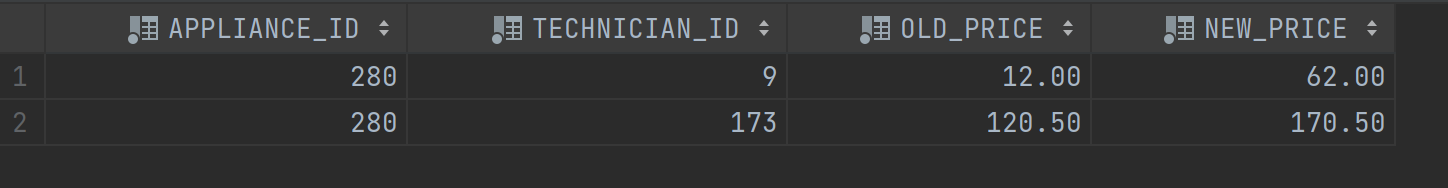 APPLIANCE_ID TECHNICIAN_ID OLD_PRICE NEW_PRICE
1 280 9 12.00 62.00
2 280 173 120.50 170.50